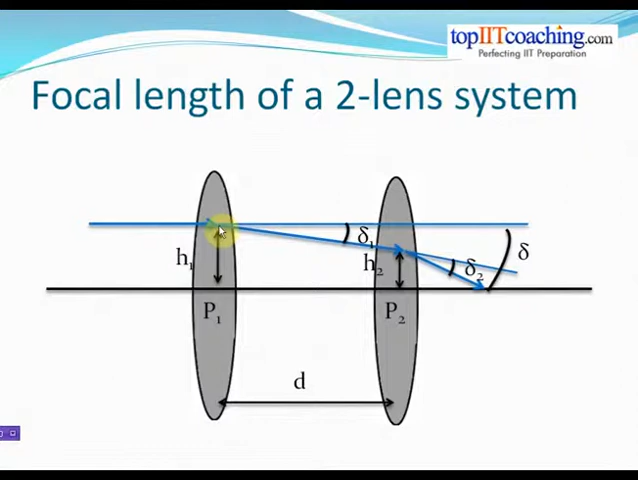 topIITcoaching.com
Perfecting IIT Preparation
Focal length of a 2-lens system
δ₁
δ
h₁
h₂
δ₂
P₁
P₂
d